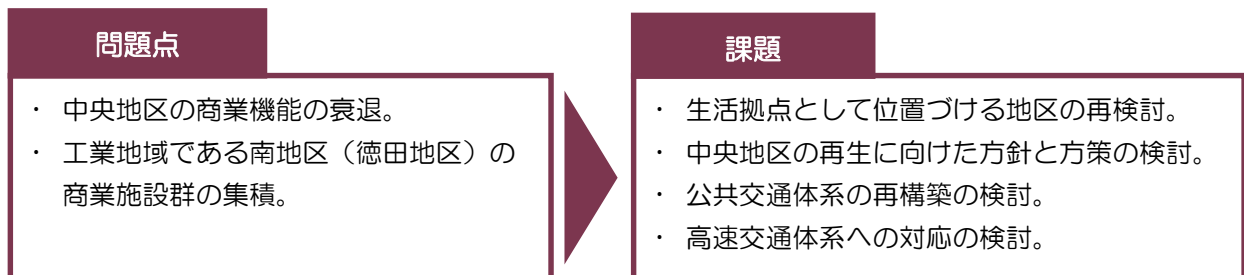 問題点
・ 中央地区の商業機能の衰退。
・ 工業地域である南地区（徳田地区）の
商業施設群の集積。
課題
・ 生活拠点として位置づける地区の再検討。
・ 中央地区の再生に向けた方針と方策の検討。
・ 公共交通体系の再構築の検討。
・ 高速交通体系への対応の検討。